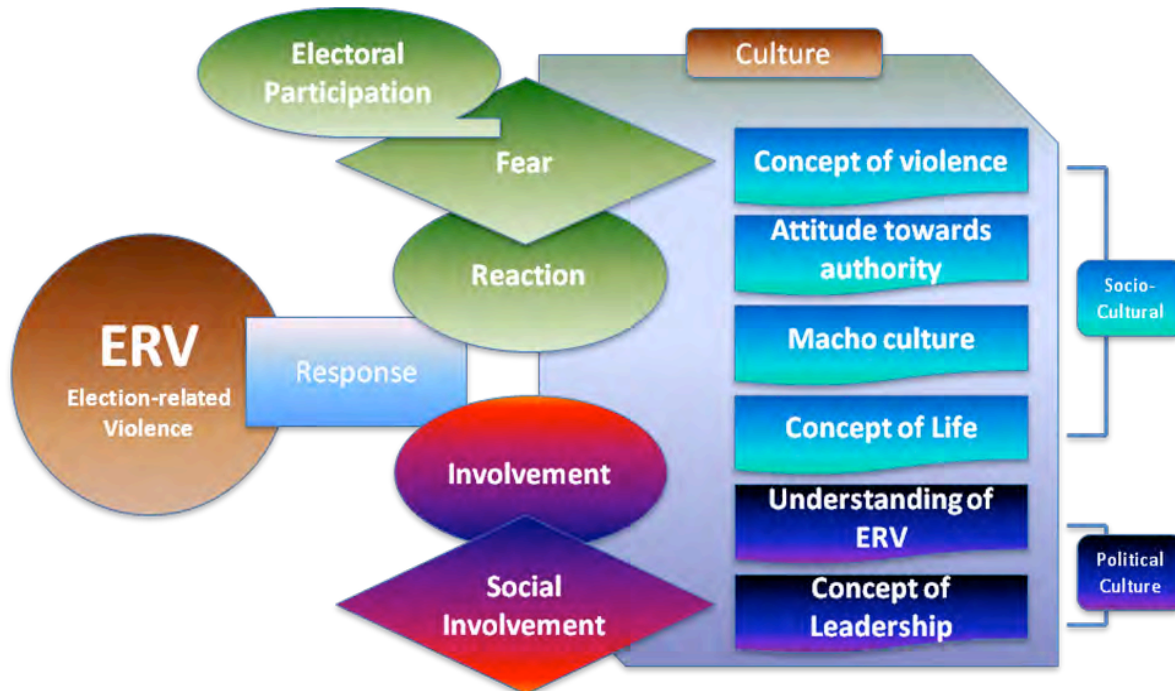 Electoral
Participation
Culture
Fear
Concept of violence
Attitude towards
authority
Reaction
Socio-
Cultural
ERV
Election-related
Violence
Response
Macho culture
Concept of Life
Involvement
Understanding of
ERV
Political
Culture
Social
Involvement
Concept of
Leadership